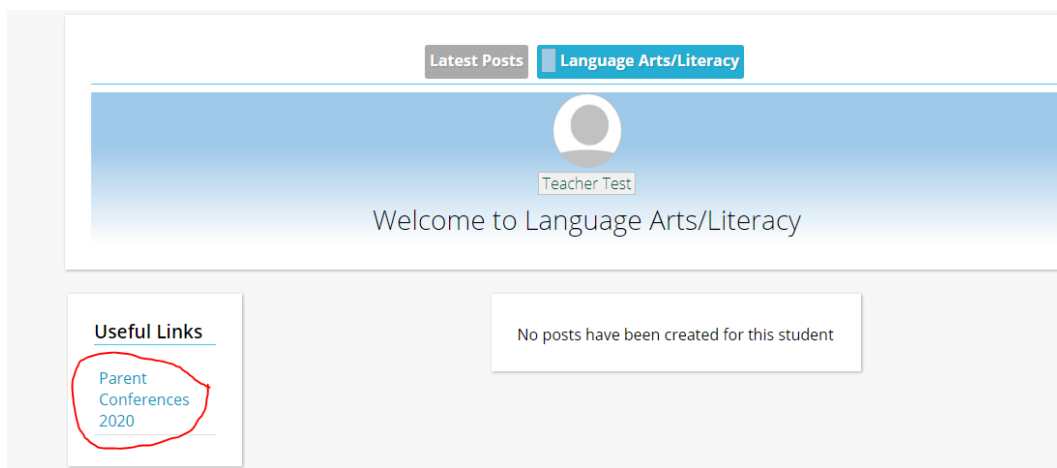 Latest Posts
Language Arts/Literacy
Teacher Test
Welcome to Language Arts/Literacy
Useful Links
Parent
Conferences
2020
No posts have been created for this student